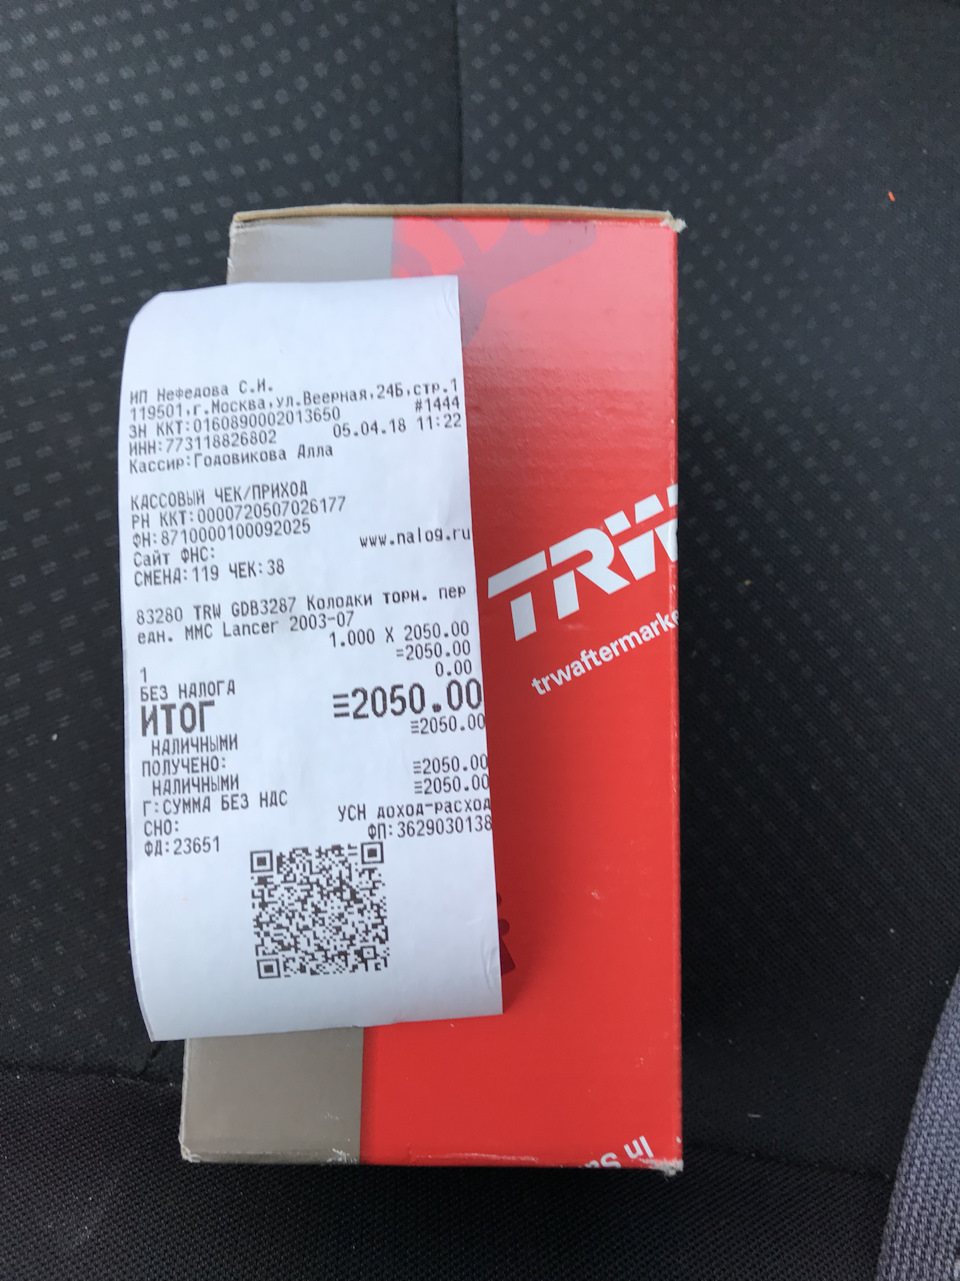 ИП Нефедова С.И.
119501,г.Москва,ул.Веерная,24Б,стр.1
ЗН ККТ:0160890002013650 #1444
ИНН:773118826802 05.04.18 11:22
Кассир:Годовикова Алла
КАССОВЫЙ ЧЕК/ПРИХОД
РН ККТ:0000720507026177
ФН:8710000100092025
Сайт ФНС: www.nalog.ru
СМЕНА:119 ЧЕК:38
83280 TRW GDB3287 Колодки торм. пер
едн. MMC Lancer 2003-07
1.000 X 2050.00
=2050.00
1 0.00
БЕЗ НАЛОГА
ИТОГ ≡2050.00
НАЛИЧНЫМИ ≡2050.00
ПОЛУЧЕНО:
НАЛИЧНЫМИ ≡2050.00
Г:СУММА БЕЗ НДС ≡2050.00
СНО: УСН доход-расход
ФД:23651 ФП:3629030138
TRW
trwaftermarke
In